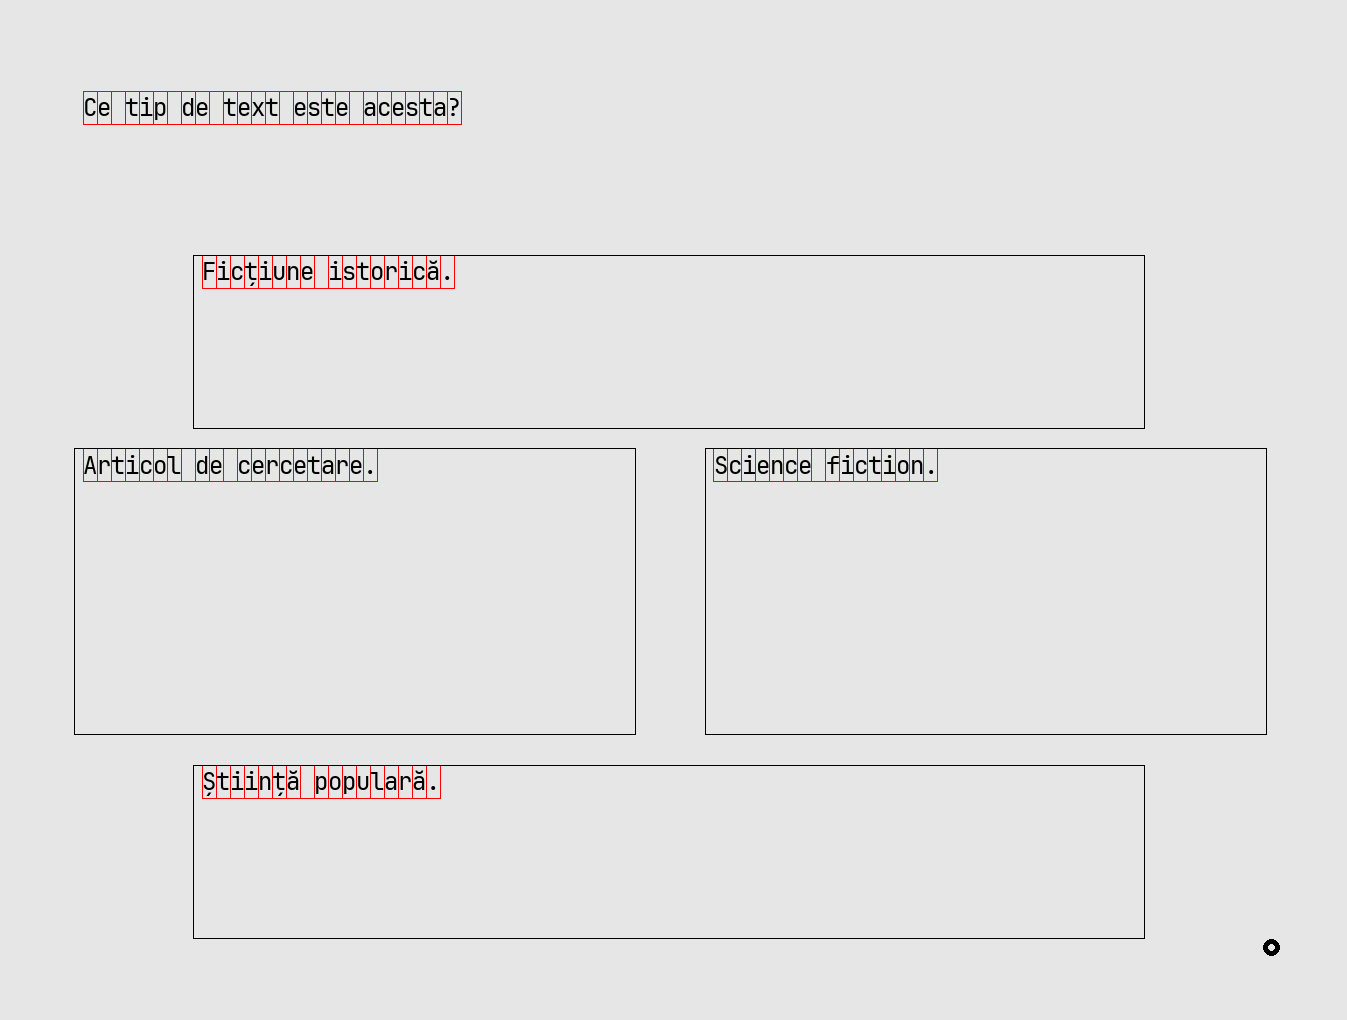 Ce tip de text este acesta?
Ficțiune istorică.
Articol de cercetare.
Science fiction.
Știință populară.